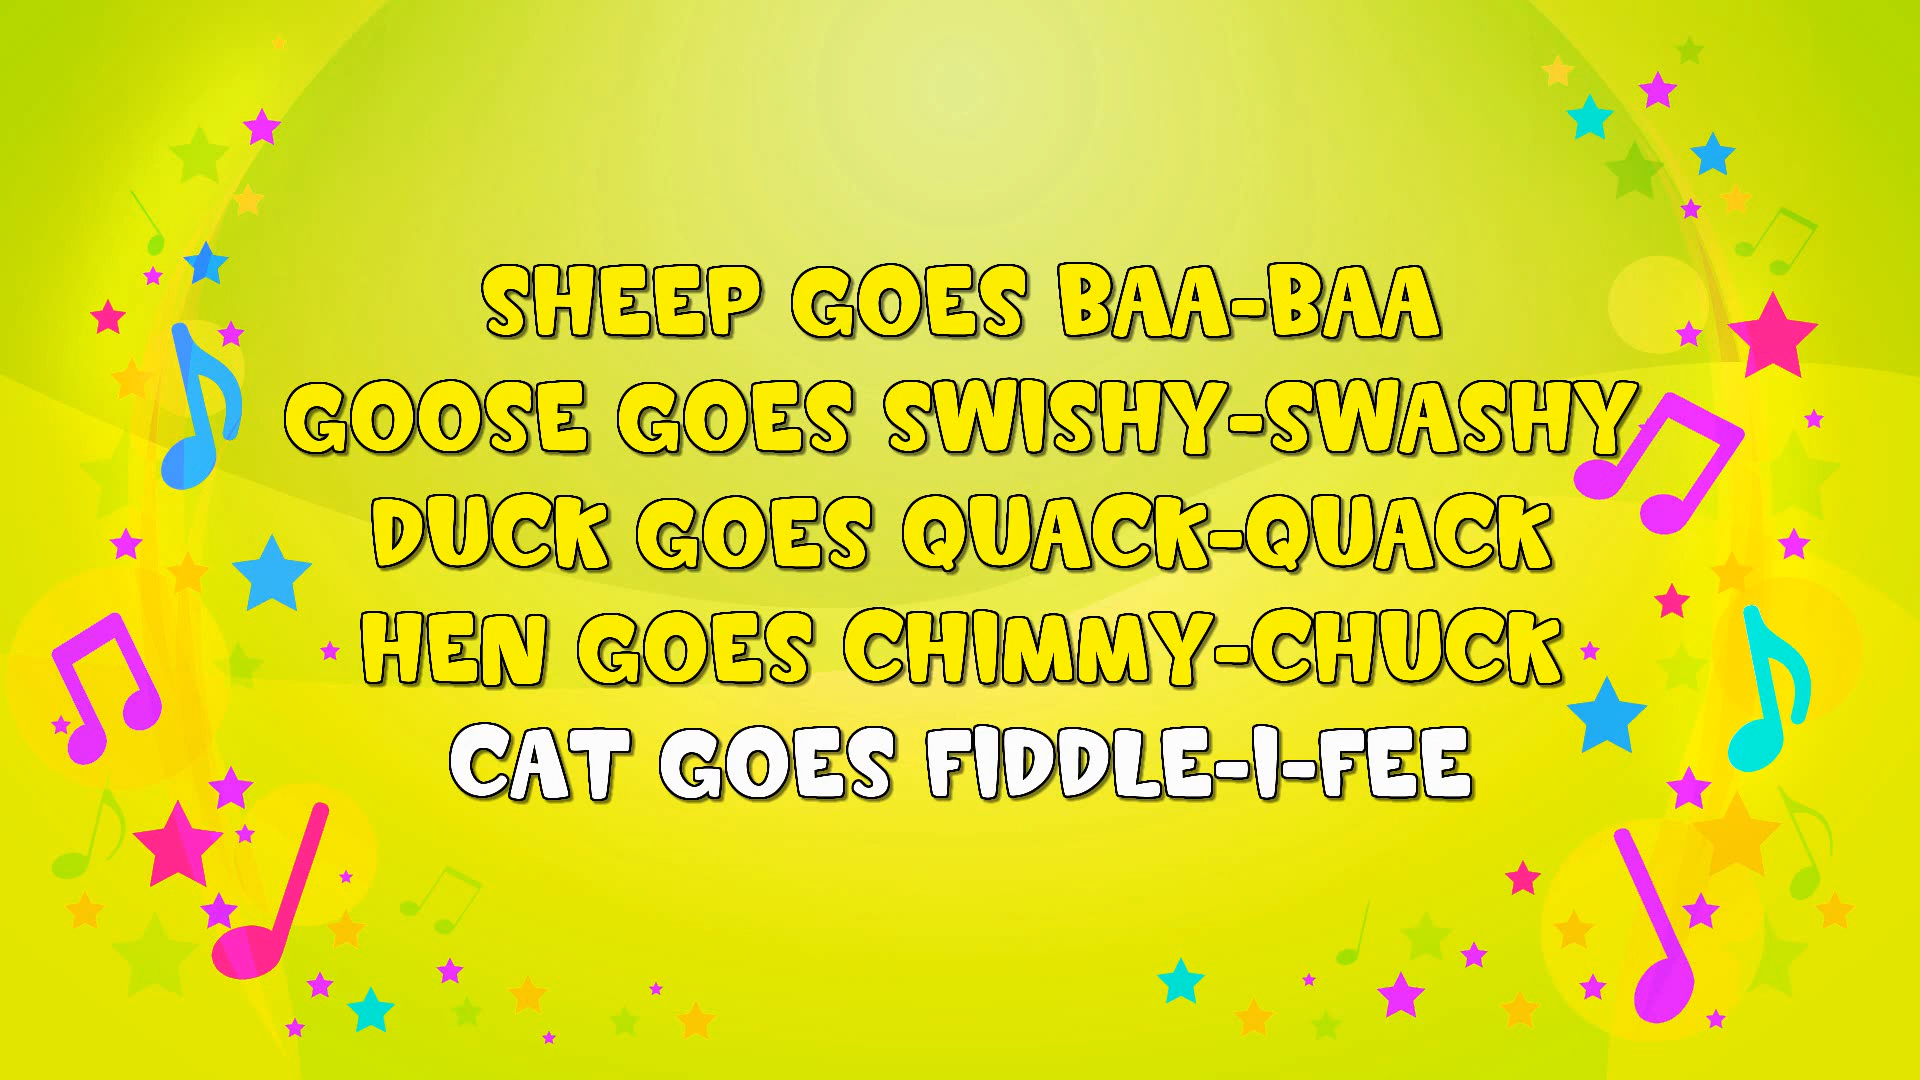 SHEEP GOES BAA-BAA
GOOSE GOES SWISHY-SWASHY
DUCK GOES QUACK-QUACK
HEN GOES CHIMMY-CHUCK
CAT GOES FIDDLE-I-FEE